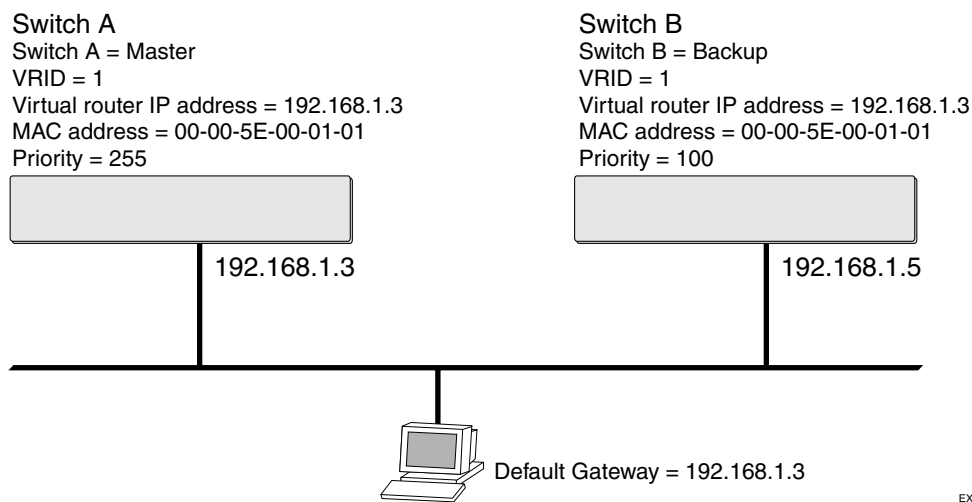 Switch A
Switch A = Master
VRID = 1
Virtual router IP address = 192.168.1.3
MAC address = 00-00-5E-00-01-01
Priority = 255
Switch B
Switch B = Backup
VRID = 1
Virtual router IP address = 192.168.1.3
MAC address = 00-00-5E-00-01-01
Priority = 100
192.168.1.3
192.168.1.5
Default Gateway = 192.168.1.3
EX